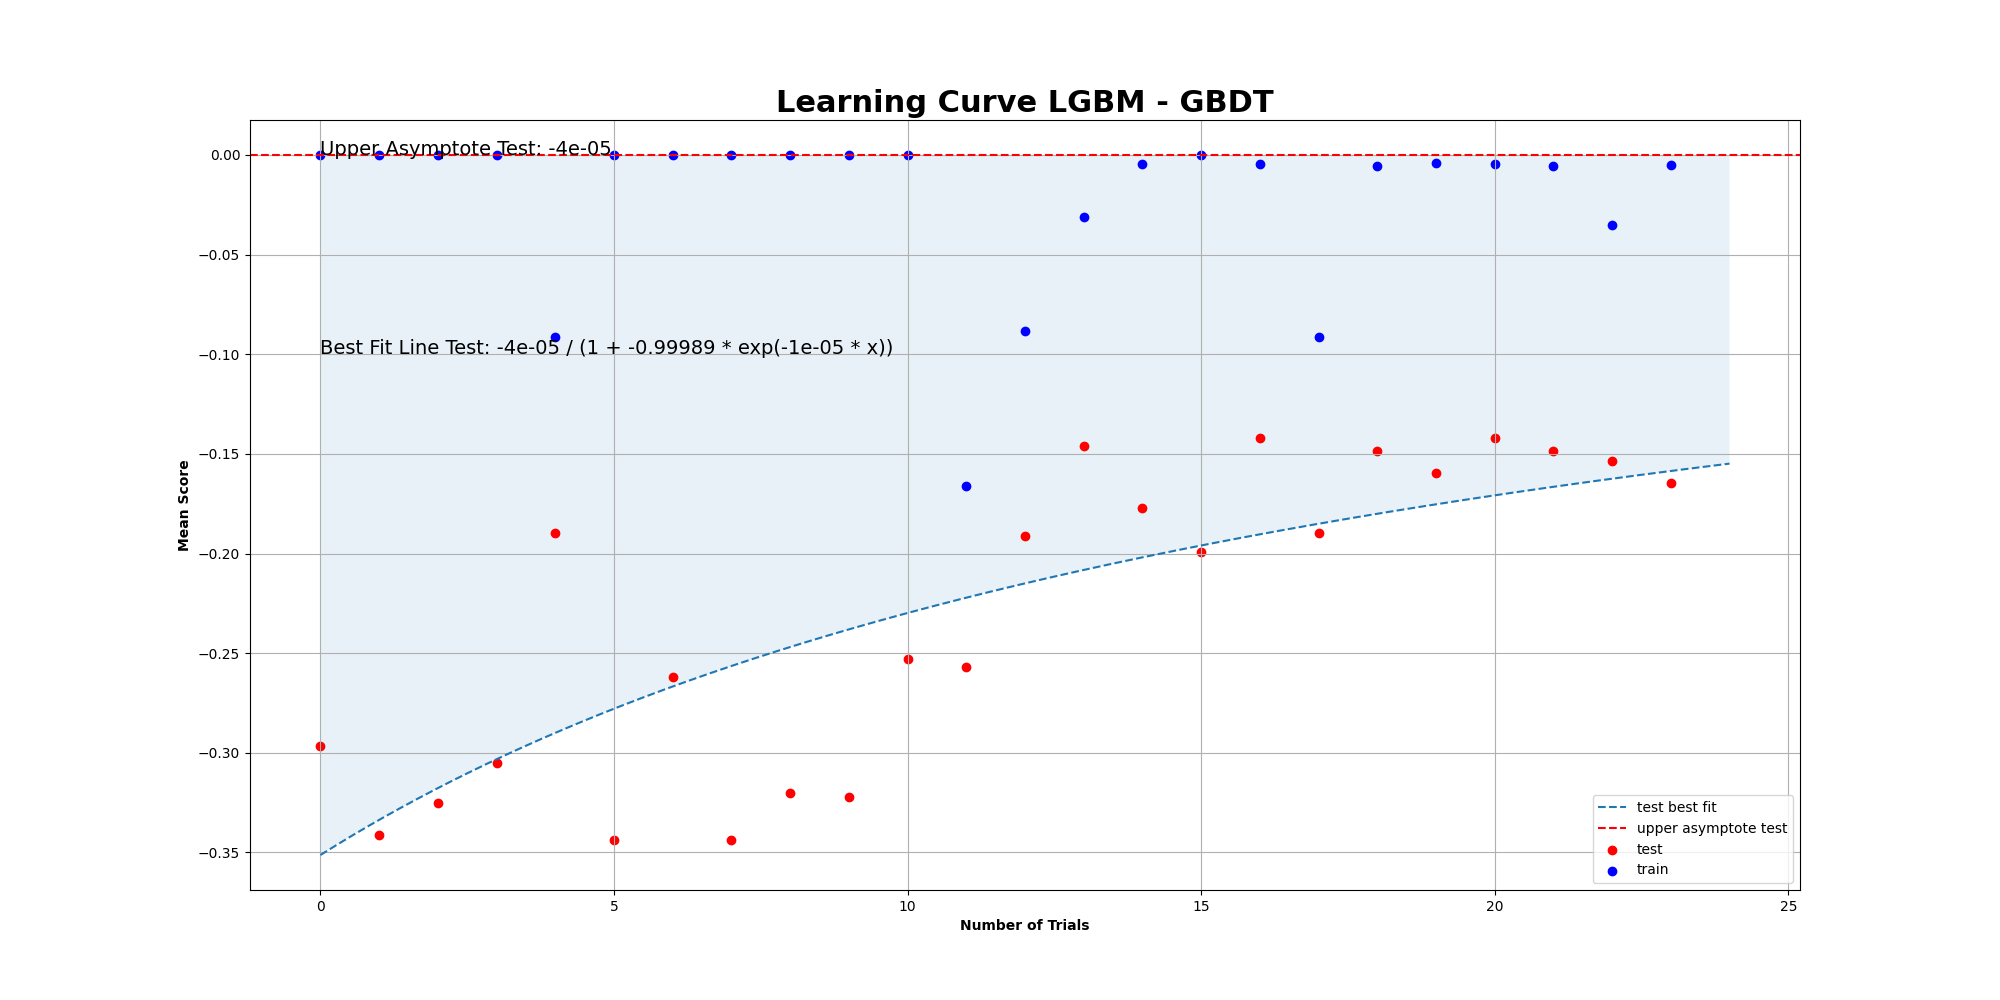 Learning Curve LGBM - GBDT
Upper Asymptote Test: -4e-05
Best Fit Line Test: -4e-05 / (1 + -0.99989 * exp(-1e-05 * x))
Mean Score
0.00
−0.05
−0.10
−0.15
−0.20
−0.25
−0.30
−0.35
0
5
10
15
20
25
Number of Trials
test best fit
upper asymptote test
test
train